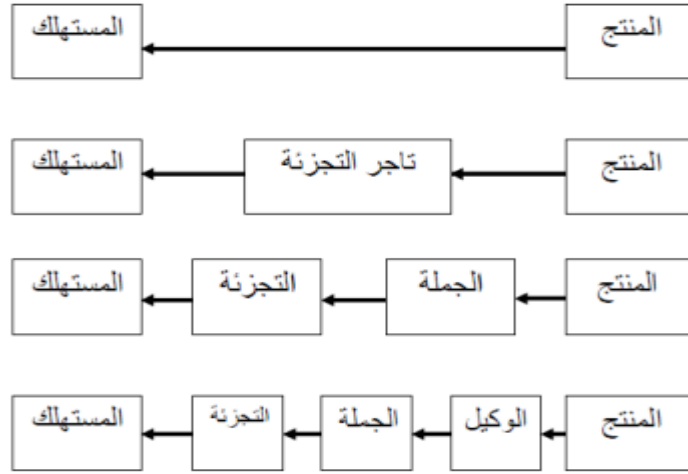 المنتج
المستهلك
المنتج
تاجر التجزئة
المستهلك
المنتج
الجملة
التجزئة
المستهلك
المنتج
الوكيل
الجملة
التجزئة
المستهلك